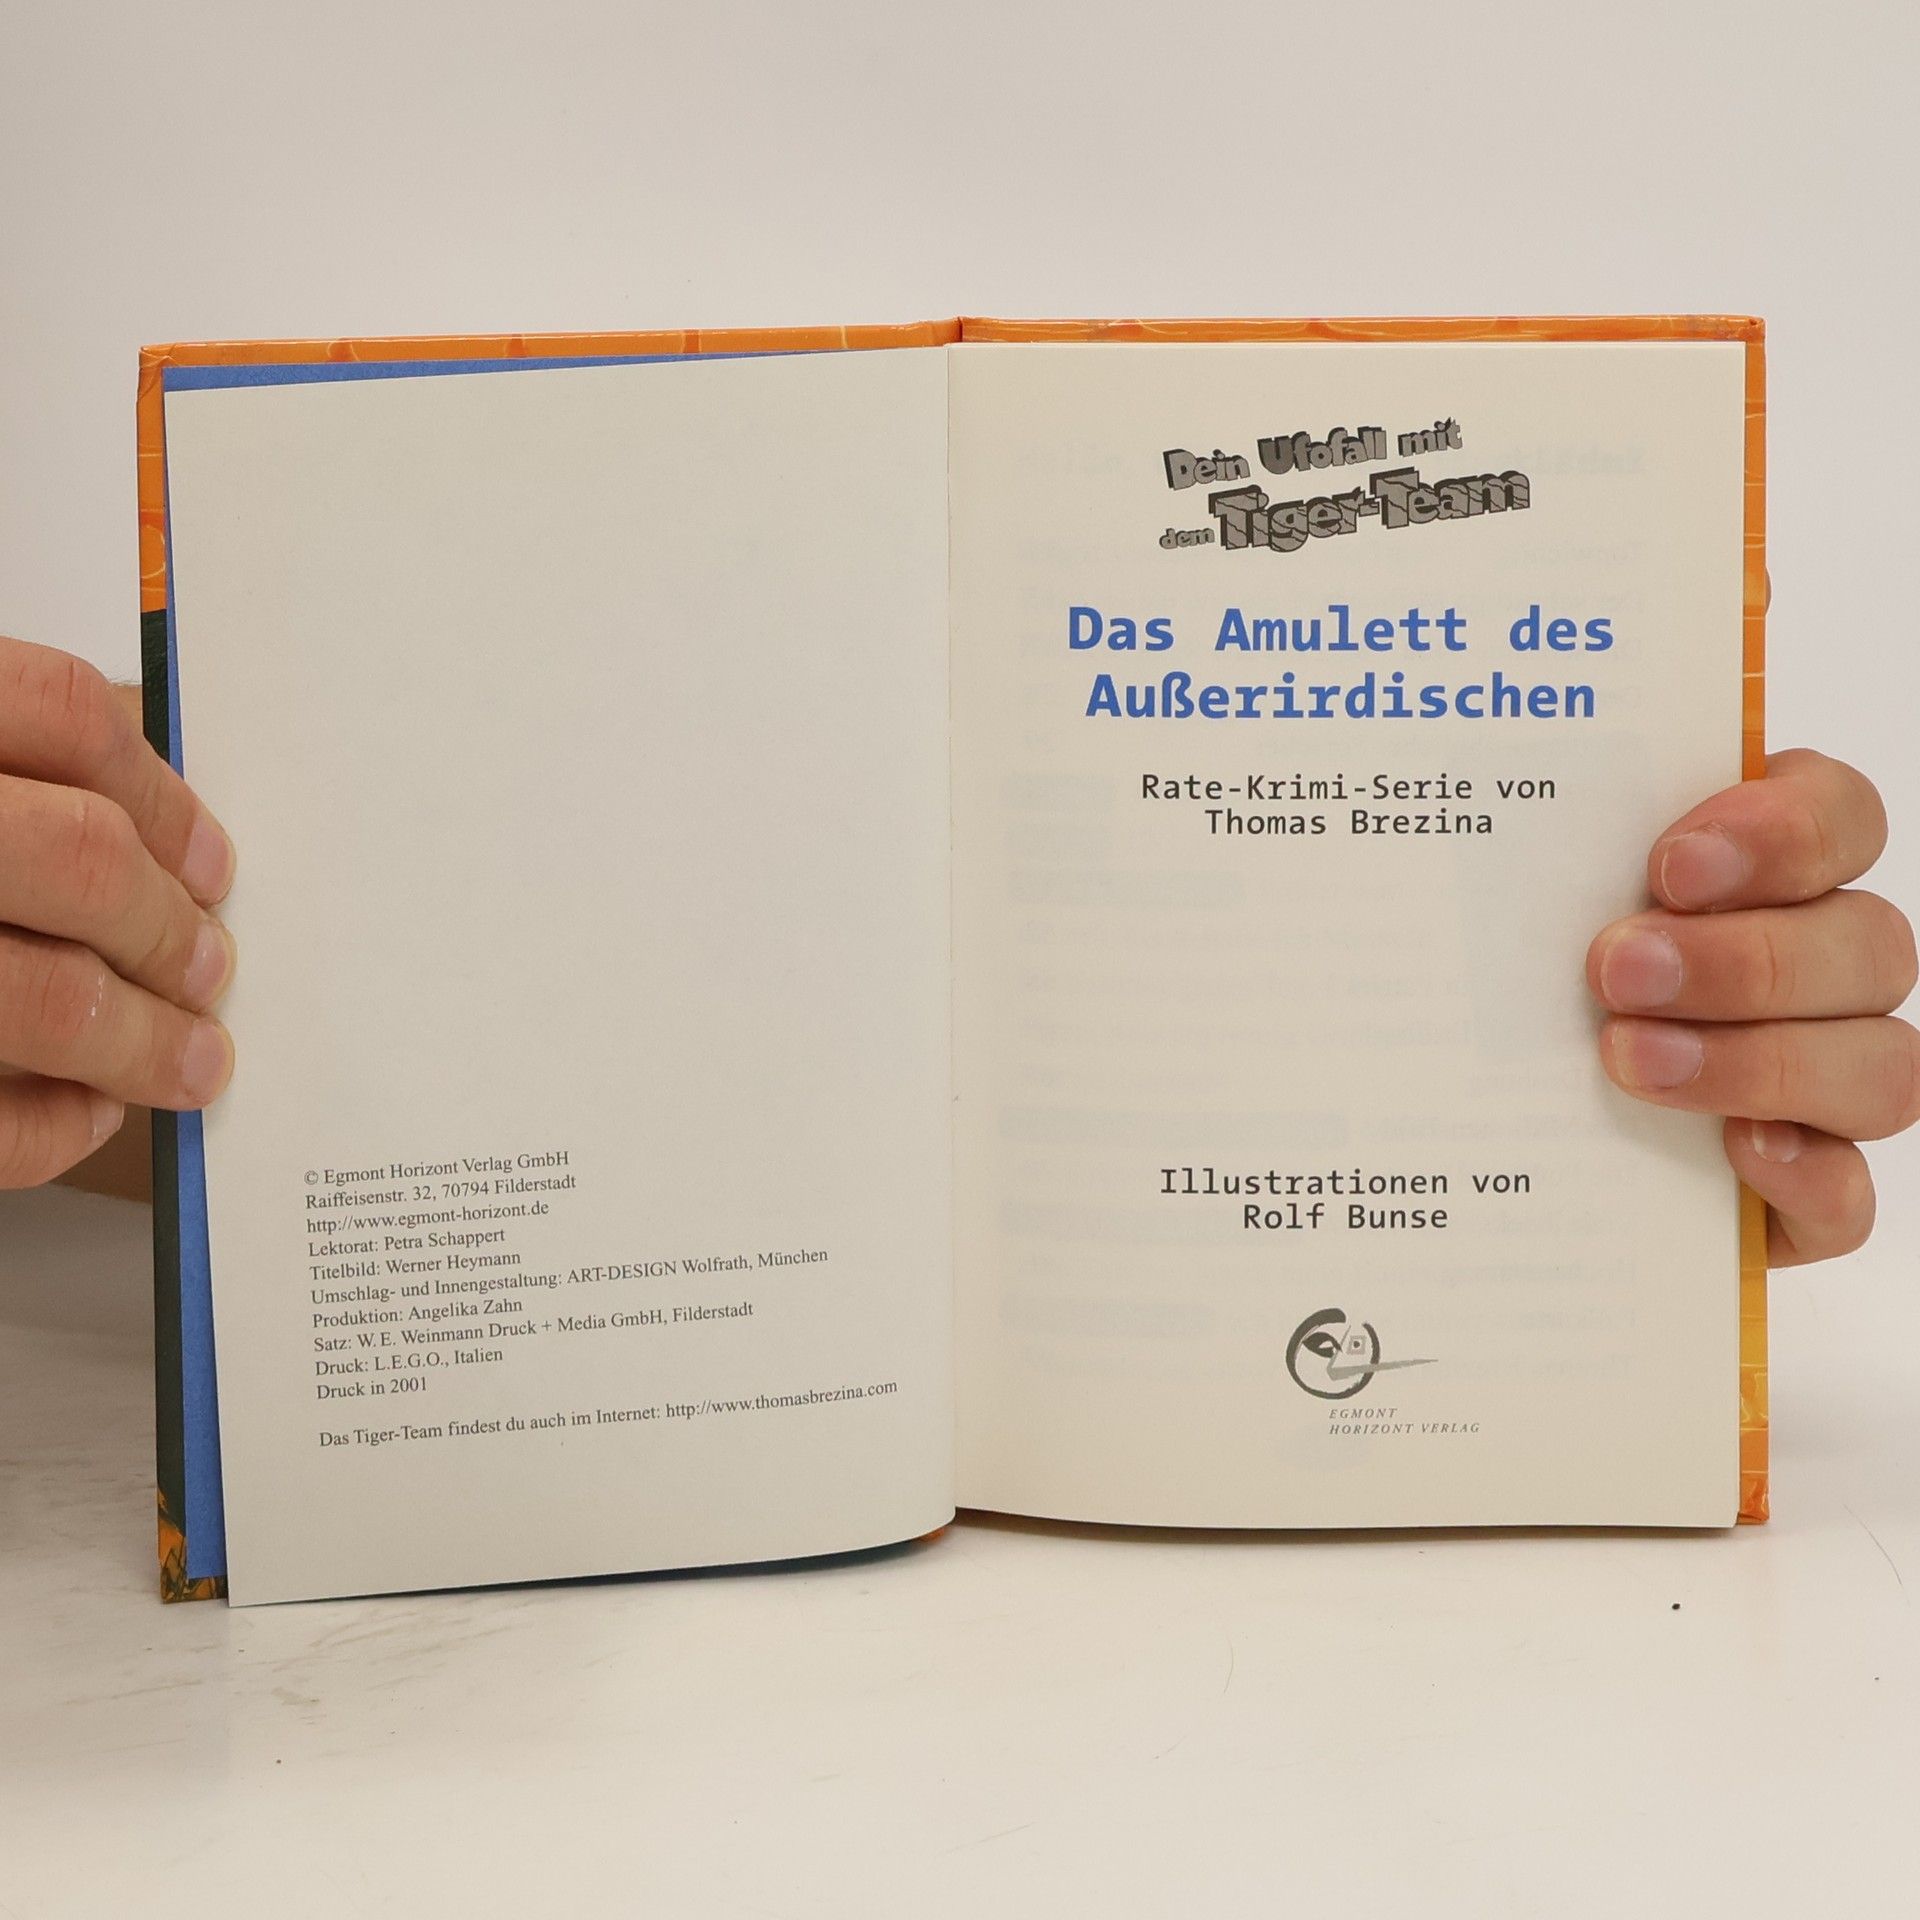 © Egmont Horizont Verlag GmbH
Raiffeisenstr. 32, 70794 Filderstadt
http://www.egmont-horizont.de
Lektorat: Petra Schappert
Titelbild: Werner Heymann
Umschlag- und Innengestaltung: ART-DESIGN Wolfrath, München
Produktion: Angelika Zahn
Satz: W. E. Weinmann Druck + Media GmbH, Filderstadt
Druck: L.E.G.O., Italien
Druck in 2001
Das Tiger-Team findest du auch im Internet: http://www.thomasbrezina.com
Dein Ufofall mit
dem Tiger-Team
Das Amulett des
Außerirdischen
Rate-Krimi-Serie von
Thomas Brezina
Illustrationen von
Rolf Bunse
EGMONT
HORIZONT VERLAG